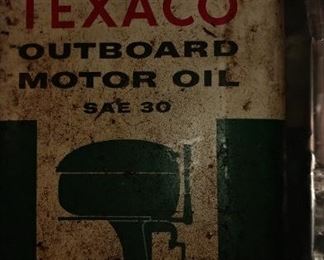 TEXACO
OUTBOARD
MOTOR OIL
SAE 30